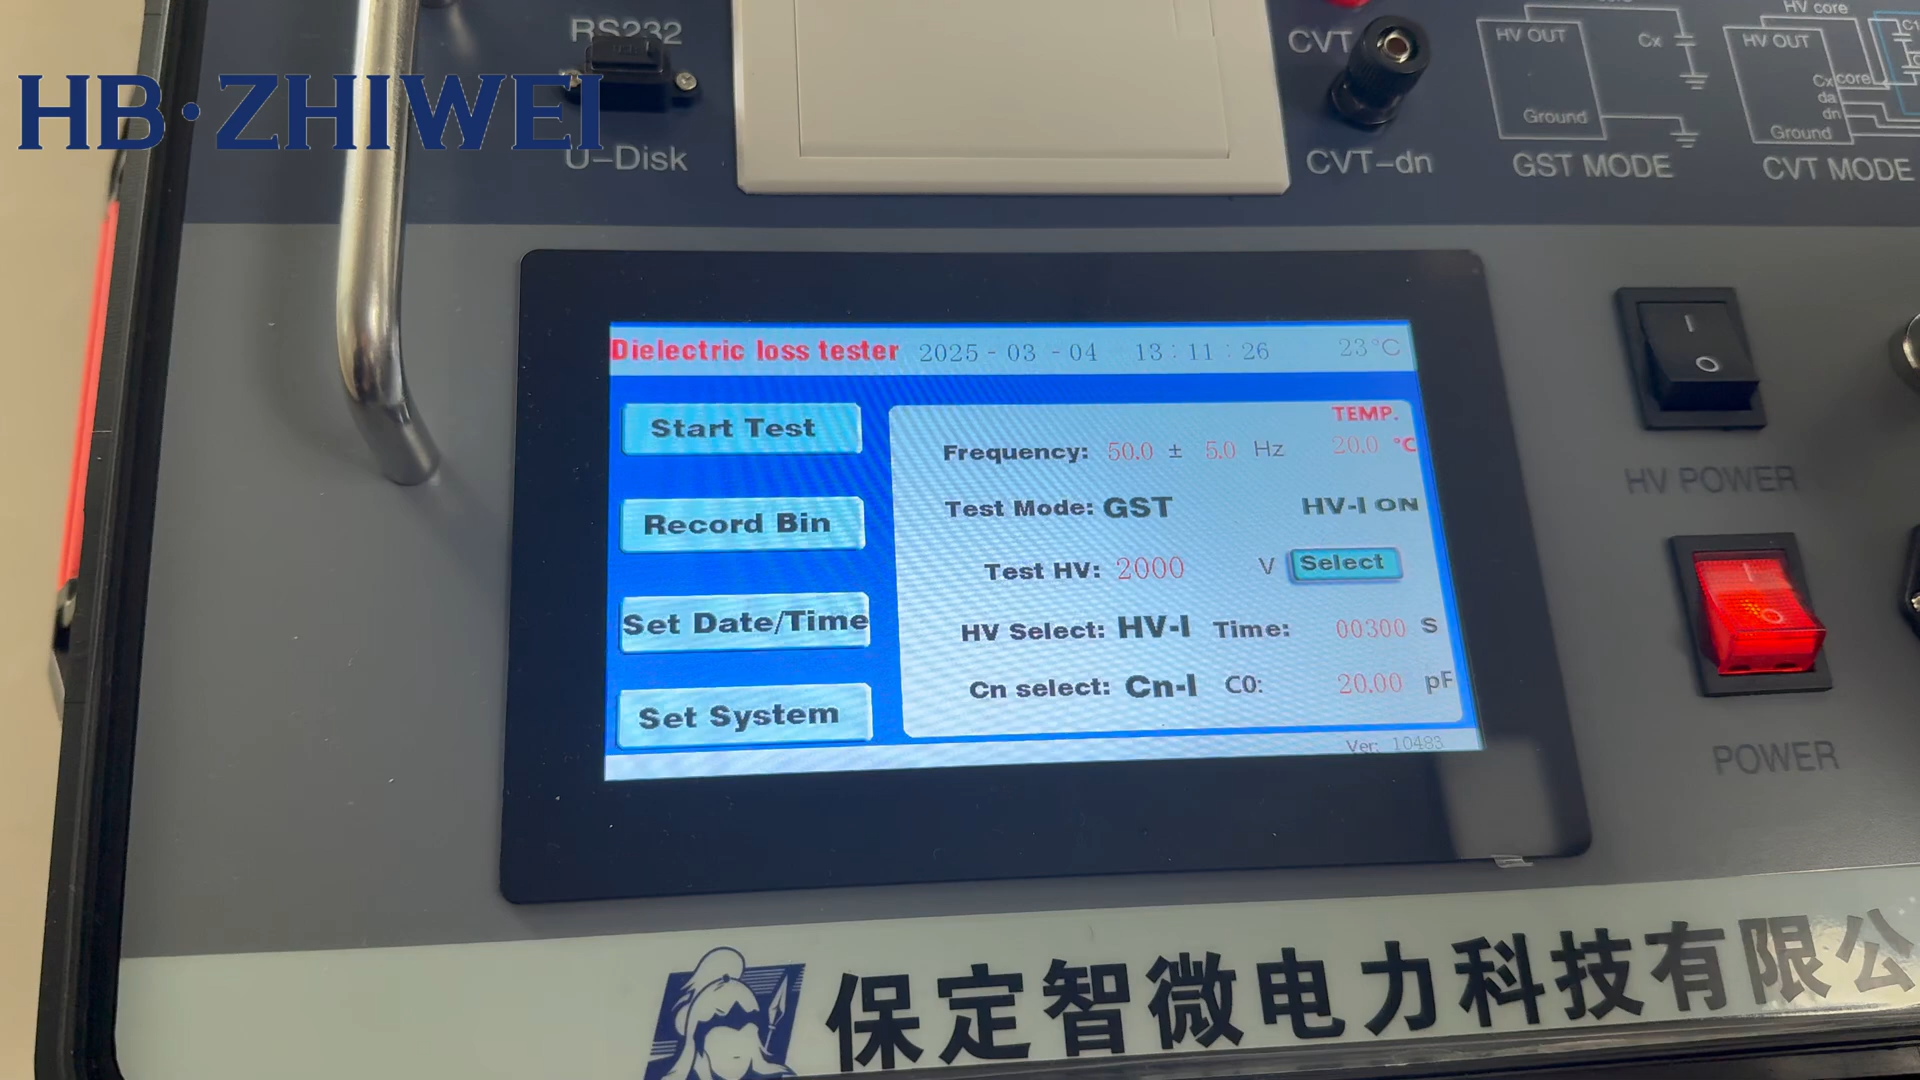 RS232
HB·ZHIWEI
U-Disk
CVT
CVT-dn
HV OUT
Cx
Ground
GST MODE
HV core
HV OUT
C1
Cx core
da
dn
Ground
CVT MODE
Dielectric loss tester 2025-03-04 13:11:26 23°C
Start Test
Record Bin
Set Date/Time
Set System
TEMP.
Frequency: 50.0 ± 5.0 Hz 20.0 °C
Test Mode: GST HV-I ON
Test HV: 2000 V Select
HV Select: HV-I Time: 00300 S
Cn select: Cn-I C0: 20.00 pF
Ver: 10483
HV POWER
POWER
保定智微电力科技有限公